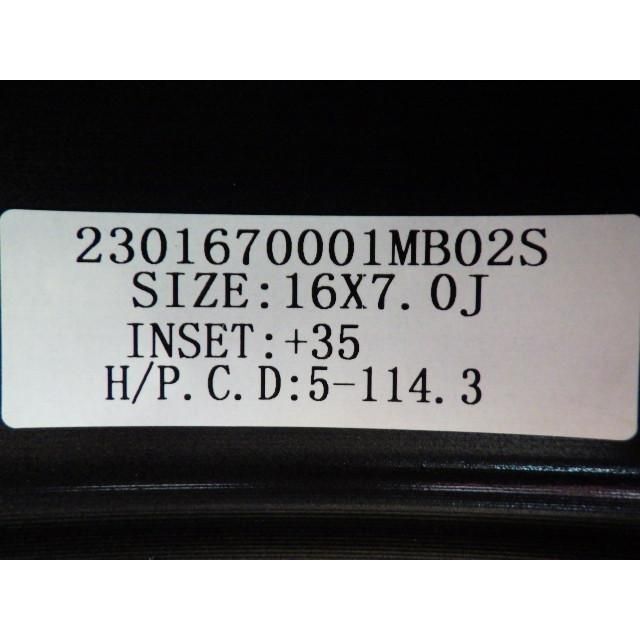 2301670001MB02S
SIZE:16X7.0J
INSET:+35
H/P.C.D:5-114.3